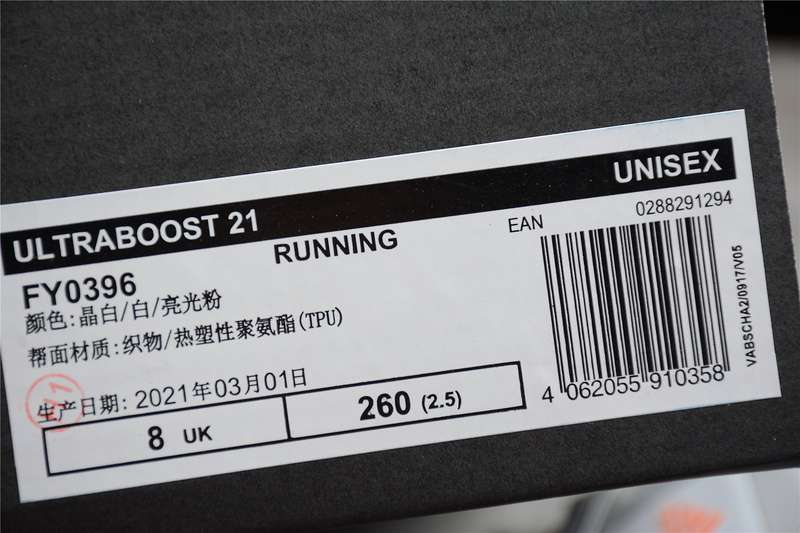 ULTRABOOST 21
UNISEX
FY0396
RUNNING
EAN
0288291294
颜色:晶白/白/亮光粉
帮面材质:织物/热塑性聚氨酯(TPU)
生产日期:2021年03月01日
8 UK
260 (2.5)
4 062055 910358
VABSCHA2/0917/V05